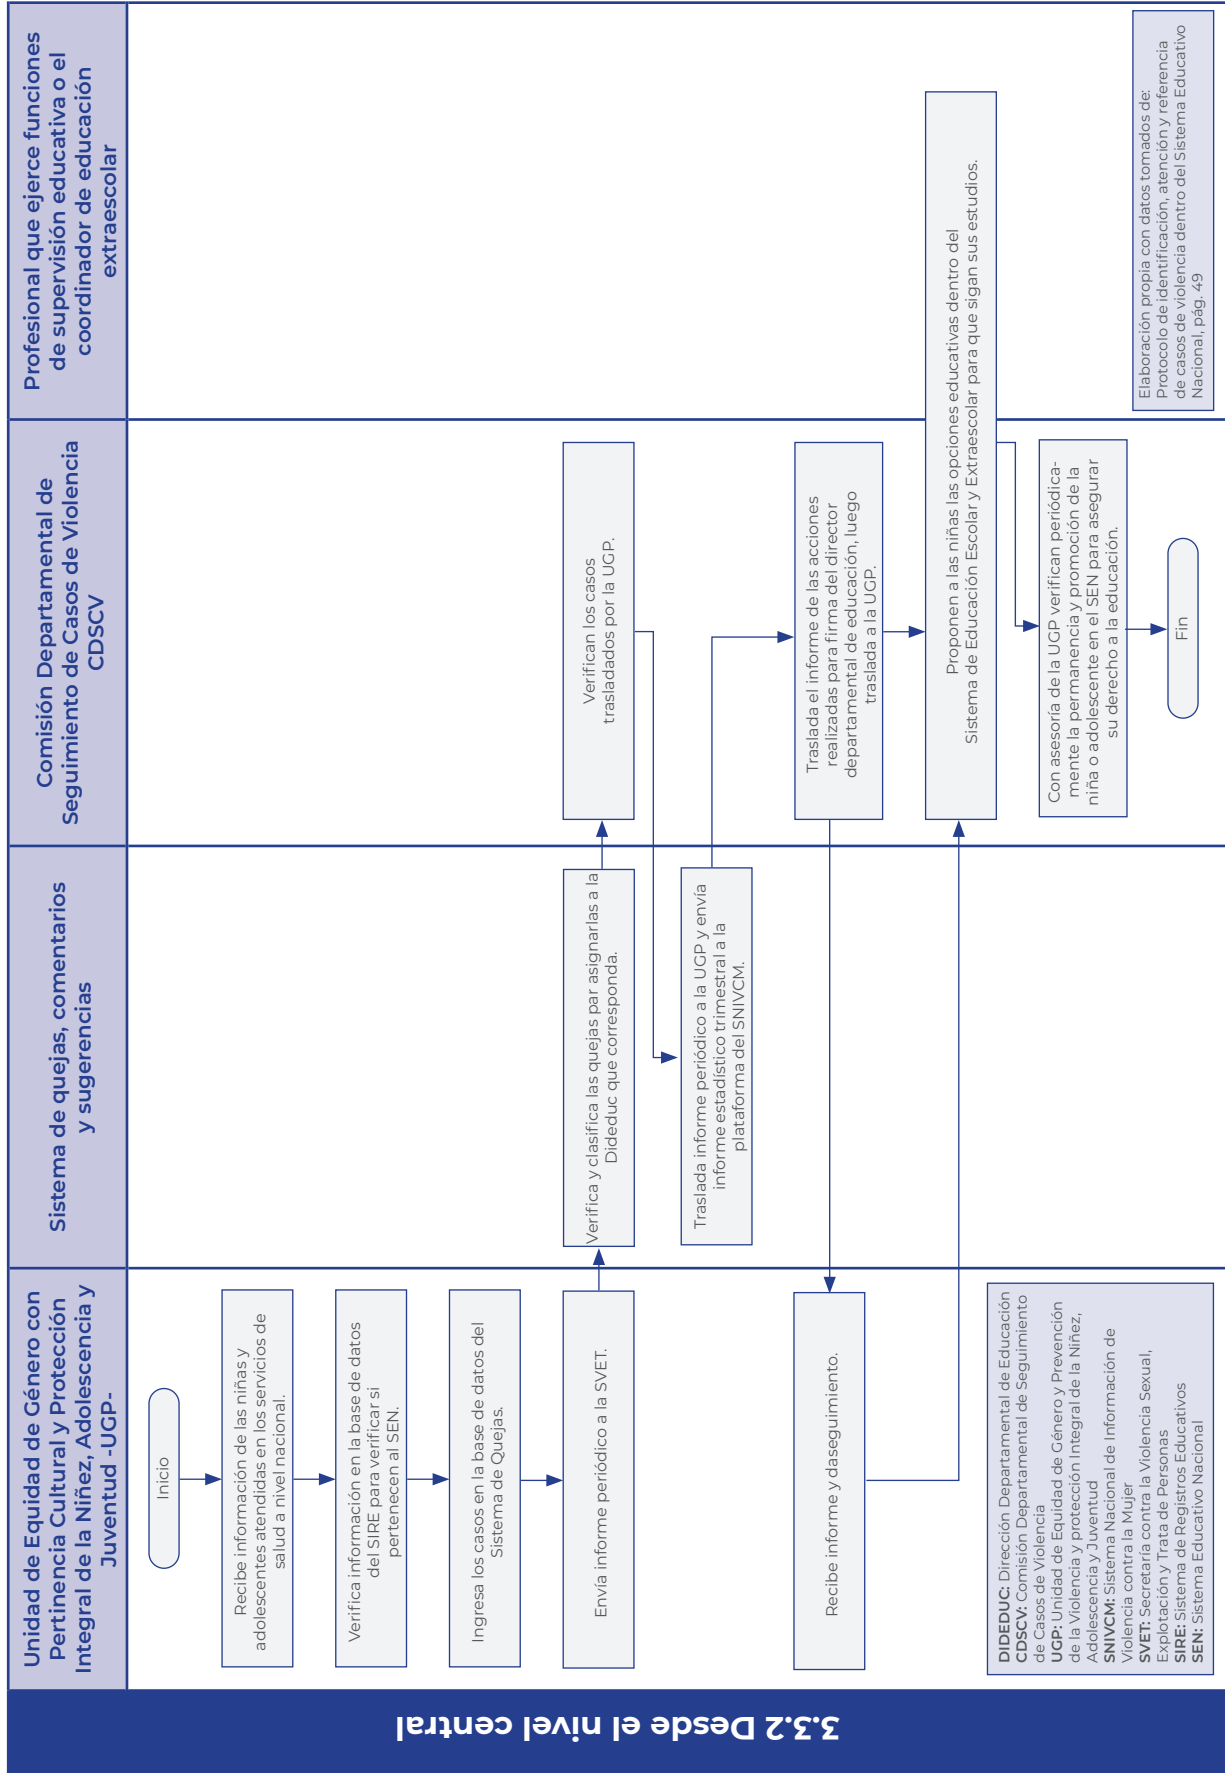 3.3.2 Desde el nivel central
Unidad de Equidad de Género con
Pertinencia Cultural y Protección
Integral de la Niñez, Adolescencia y
Juventud -UGP-
Sistema de quejas, comentarios
y sugerencias
Comisión Departamental de
Seguimiento de Casos de Violencia
CDSCV
Profesional que ejerce funciones
de supervisión educativa o el
coordinador de educación
extraescolar
Inicio
Recibe información de las niñas y
adolescentes atendidas en los servicios de
salud a nivel nacional.
Verifica información en la base de datos
del SIRE para verificar si
pertenecen al SEN.
Ingresa los casos en la base de datos del
Sistema de Quejas.
Envía informe periódico a la SVET.
Verifica y clasifica las quejas par asignarlas a la
Dideduc que corresponda.
Verifican los casos
trasladados por la UGP.
Traslada informe periódico a la UGP y envía
informe estadístico trimestral a la
plataforma del SNIVCM.
Traslada el informe de las acciones
realizadas para firma del director
departamental de educación, luego
traslada a la UGP.
Recibe informe y daseguimiento.
Proponen a las niñas las opciones educativas dentro del
Sistema de Educación Escolar y Extraescolar para que sigan sus estudios.
Con asesoría de la UGP verifican periódica-
mente la permanencia y promoción de la
niña o adolescente en el SEN para asegurar
su derecho a la educación.
Fin
DIDEDUC: Dirección Departamental de Educación
CDSCV: Comisión Departamental de Seguimiento
de Casos de Violencia
UGP: Unidad de Equidad de Género y Prevención
de la Violencia y protección Integral de la Niñez,
Adolescencia y Juventud
SNIVCM: Sistema Nacional de Información de
Violencia contra la Mujer
SVET: Secretaría contra la Violencia Sexual,
Explotación y Trata de Personas
SIRE: Sistema de Registros Educativos
SEN: Sistema Educativo Nacional
Elaboración propia con datos tomados de:
Protocolo de identificación, atención y referencia
de casos de violencia dentro del Sistema Educativo
Nacional, pág. 49